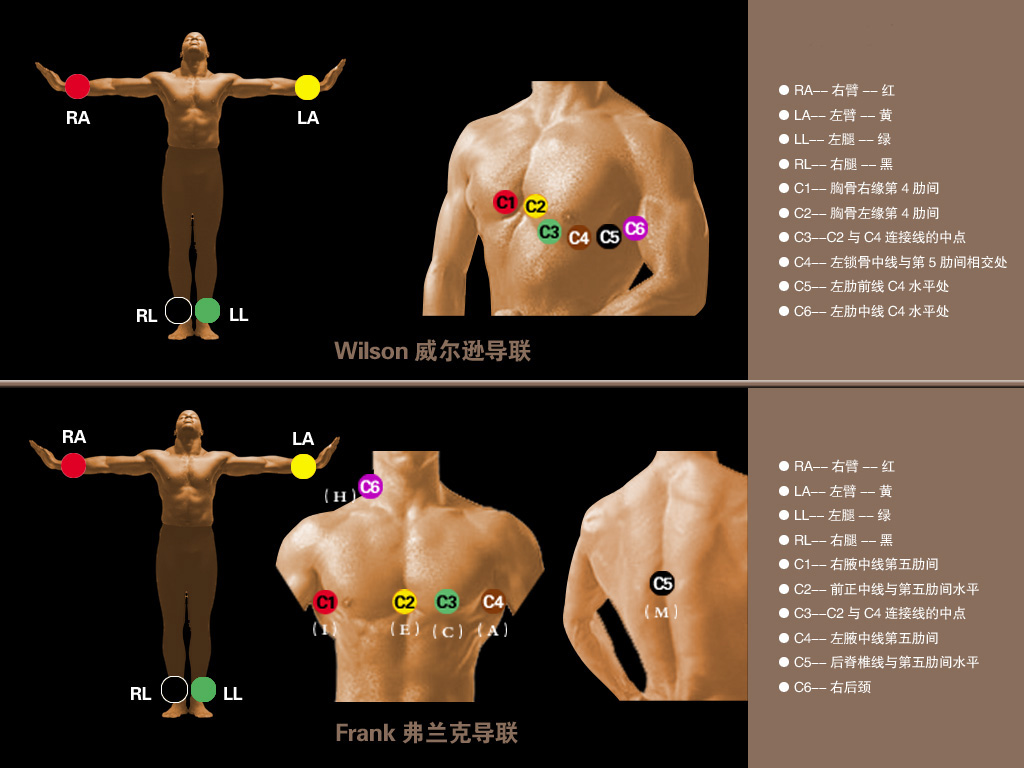 RA
LA
C1
C2
C3
C4
C5
C6
RL
LL
Wilson 威尔逊导联
RA—— 右臂 —— 红
LA—— 左臂 —— 黄
LL—— 左腿 —— 绿
RL—— 右腿 —— 黑
C1—— 胸骨右缘第 4 肋间
C2—— 胸骨左缘第 4 肋间
C3——C2 与 C4 连接线的中点
C4—— 左锁骨中线与第 5 肋间相交处
C5—— 左肋前线 C4 水平处
C6—— 左肋中线 C4 水平处
RA
LA
C6
(H)
C1
C2
C3
C4
(I)
(E)
(C)
(A)
C5
(M)
RL
LL
Frank 弗兰克导联
RA—— 右臂 —— 红
LA—— 左臂 —— 黄
LL—— 左腿 —— 绿
RL—— 右腿 —— 黑
C1—— 右腋中线第五肋间
C2—— 前正中线与第五肋间水平
C3——C2 与 C4 连接线的中点
C4—— 左腋中线第五肋间
C5—— 后脊椎线与第五肋间水平
C6—— 右后颈